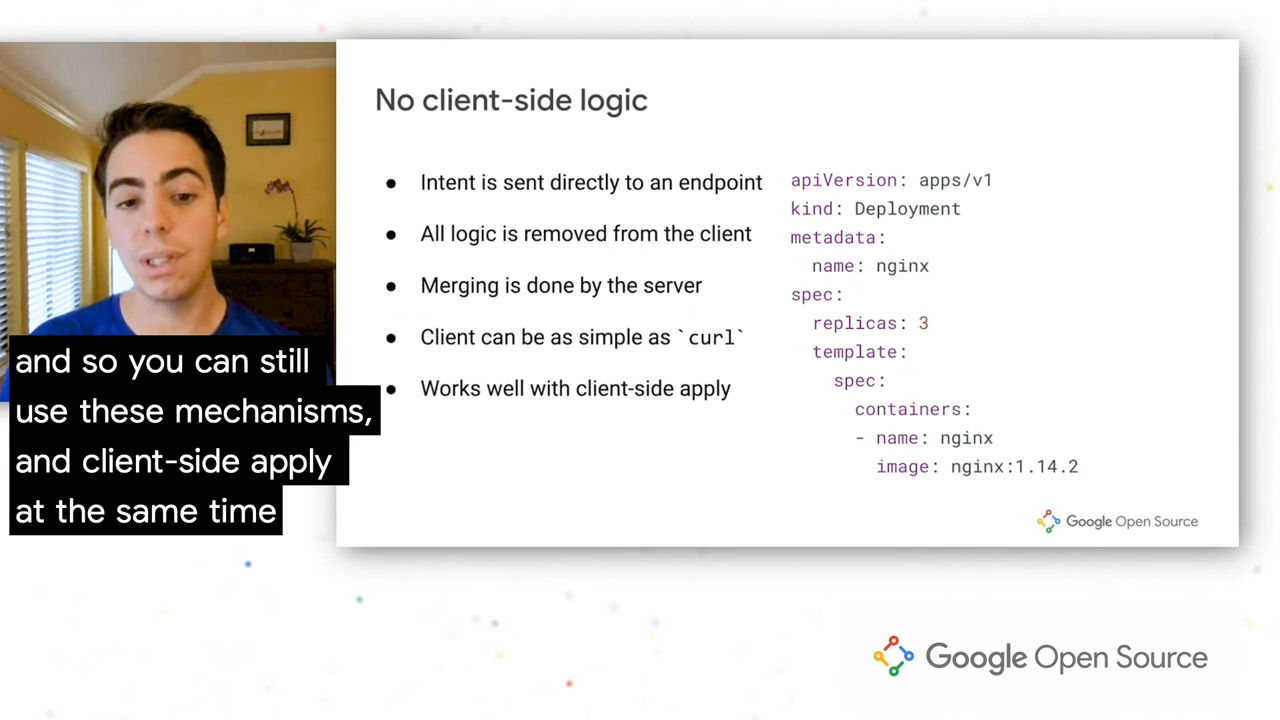 No client-side logic
● Intent is sent directly to an endpoint
● All logic is removed from the client
● Merging is done by the server
● Client can be as simple as `curl`
● Works well with client-side apply
apiVersion: apps/v1
kind: Deployment
metadata:
  name: nginx
spec:
  replicas: 3
  template:
    spec:
      containers:
      - name: nginx
        image: nginx:1.14.2
Google Open Source
and so you can still
use these mechanisms,
and client-side apply
at the same time
Google Open Source